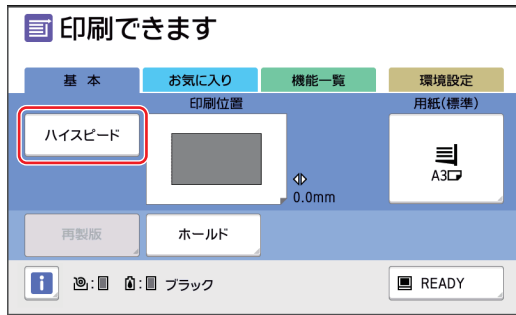 印刷できます
基本 お気に入り 機能一覧 環境設定
印刷位置 用紙(標準)
ハイスピード
A3
0.0mm
再製版 ホールド
i : : ブラック READY